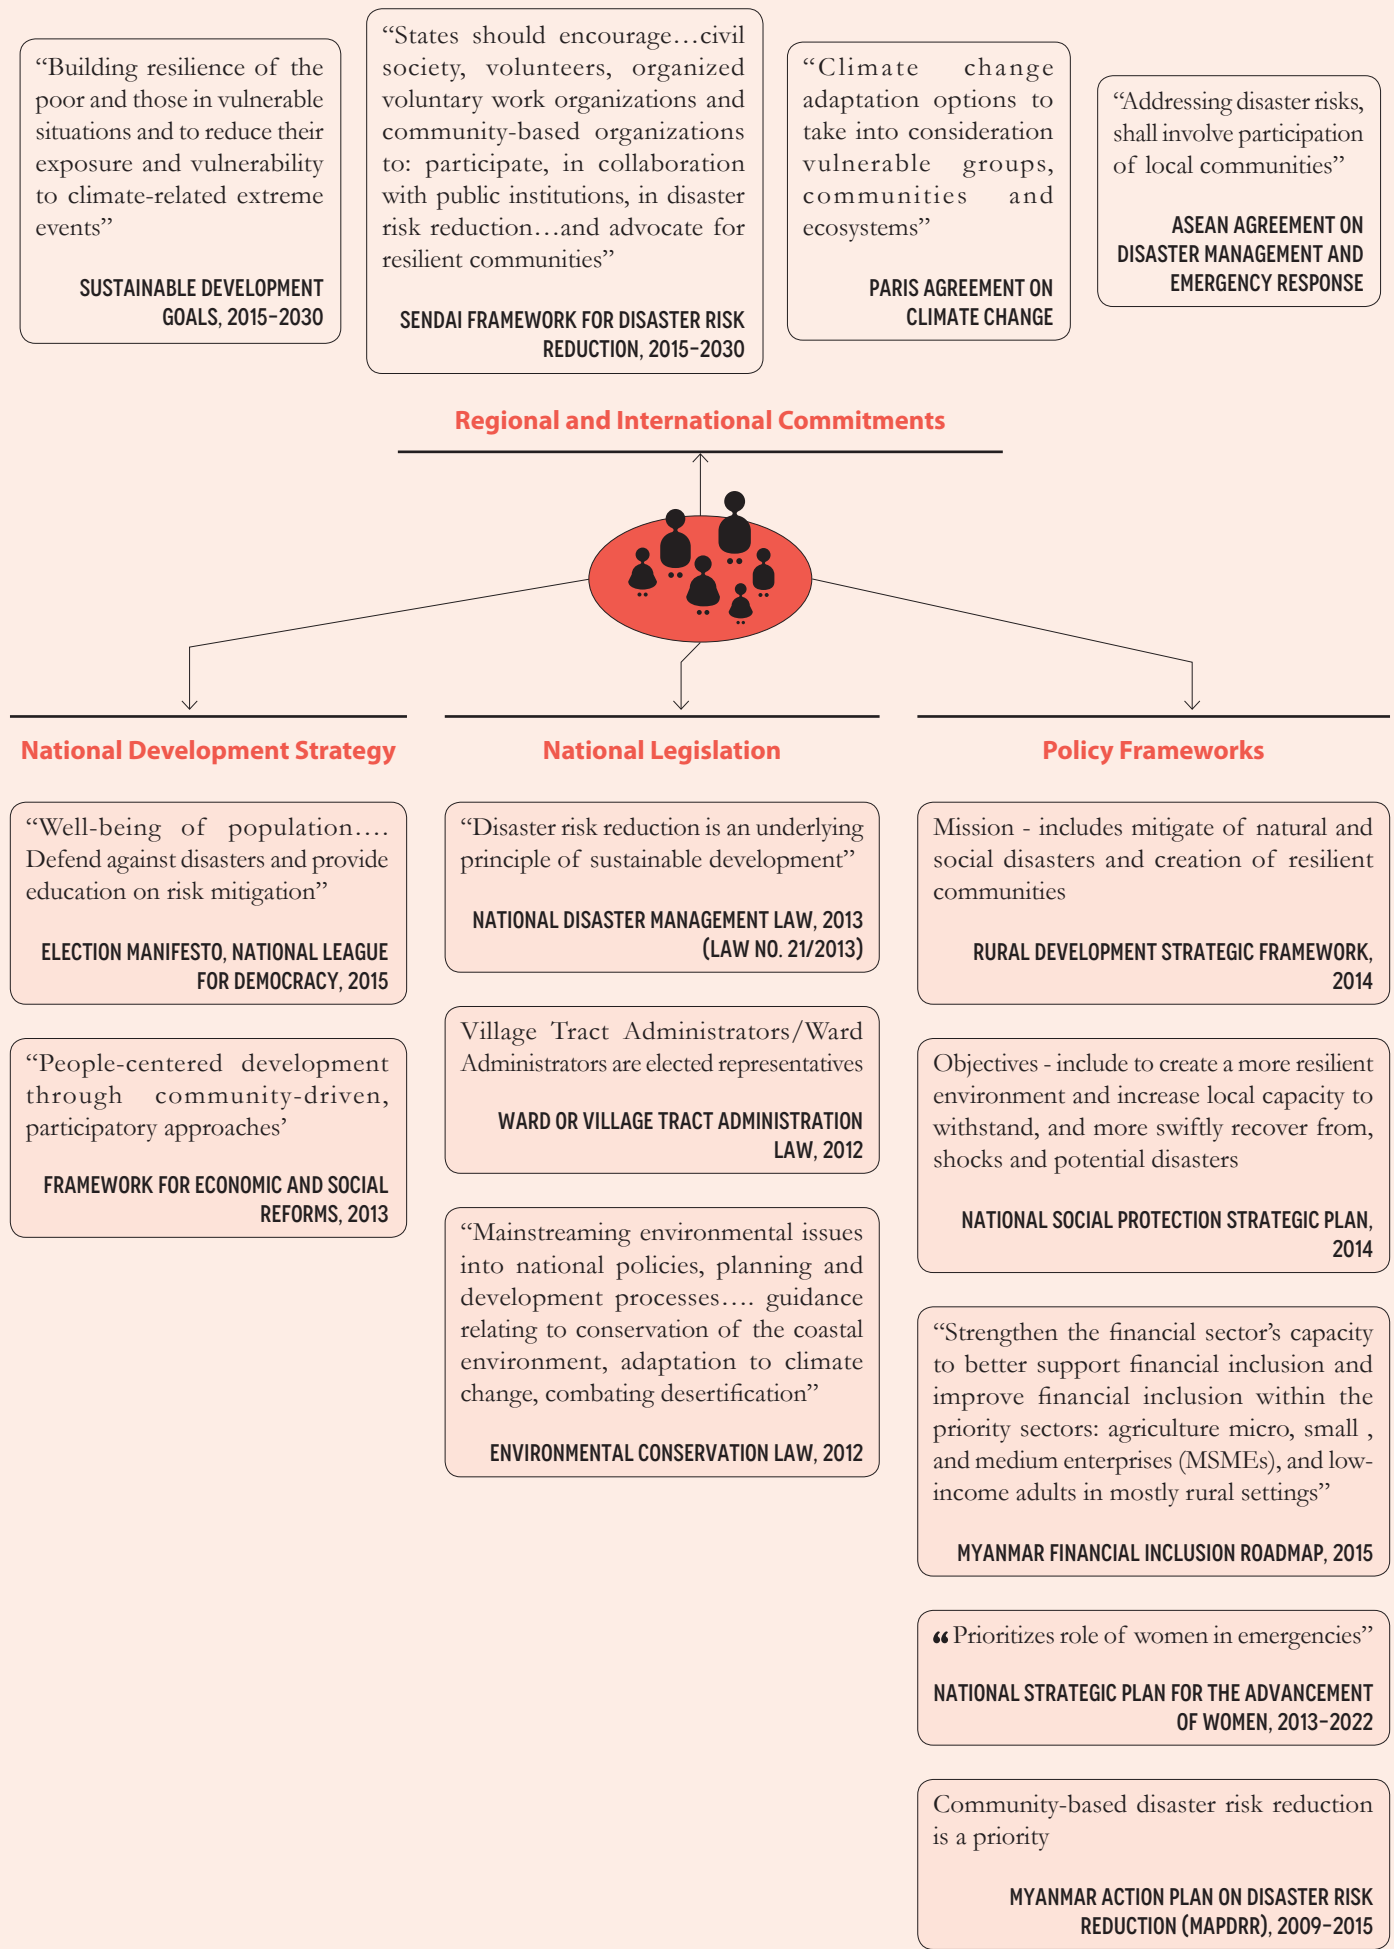 “Building resilience of the
poor and those in vulnerable
situations and to reduce their
exposure and vulnerability
to climate-related extreme
events”
SUSTAINABLE DEVELOPMENT
GOALS, 2015–2030
“States should encourage…civil
society, volunteers, organized
voluntary work organizations and
community-based organizations
to: participate, in collaboration
with public institutions, in disaster
risk reduction…and advocate for
resilient communities”
SENDAI FRAMEWORK FOR DISASTER RISK
REDUCTION, 2015–2030
“Climate change
adaptation options to
take into consideration
vulnerable groups,
communities and
ecosystems”
PARIS AGREEMENT ON
CLIMATE CHANGE
“Addressing disaster risks,
shall involve participation
of local communities”
ASEAN AGREEMENT ON
DISASTER MANAGEMENT AND
EMERGENCY RESPONSE
Regional and International Commitments
National Development Strategy
“Well-being of population….
Defend against disasters and provide
education on risk mitigation”
ELECTION MANIFESTO, NATIONAL LEAGUE
FOR DEMOCRACY, 2015
“People-centered development
through community-driven,
participatory approaches’
FRAMEWORK FOR ECONOMIC AND SOCIAL
REFORMS, 2013
National Legislation
“Disaster risk reduction is an underlying
principle of sustainable development”
NATIONAL DISASTER MANAGEMENT LAW, 2013
(LAW NO. 21/2013)
Village Tract Administrators/Ward
Administrators are elected representatives
WARD OR VILLAGE TRACT ADMINISTRATION
LAW, 2012
“Mainstreaming environmental issues
into national policies, planning and
development processes…. guidance
relating to conservation of the coastal
environment, adaptation to climate
change, combating desertification”
ENVIRONMENTAL CONSERVATION LAW, 2012
Policy Frameworks
Mission - includes mitigate of natural and
social disasters and creation of resilient
communities
RURAL DEVELOPMENT STRATEGIC FRAMEWORK,
2014
Objectives - include to create a more resilient
environment and increase local capacity to
withstand, and more swiftly recover from,
shocks and potential disasters
NATIONAL SOCIAL PROTECTION STRATEGIC PLAN,
2014
“Strengthen the financial sector’s capacity
to better support financial inclusion and
improve financial inclusion within the
priority sectors: agriculture micro, small ,
and medium enterprises (MSMEs), and low-
income adults in mostly rural settings”
MYANMAR FINANCIAL INCLUSION ROADMAP, 2015
“ Prioritizes role of women in emergencies”
NATIONAL STRATEGIC PLAN FOR THE ADVANCEMENT
OF WOMEN, 2013–2022
Community-based disaster risk reduction
is a priority
MYANMAR ACTION PLAN ON DISASTER RISK
REDUCTION (MAPDRR), 2009–2015